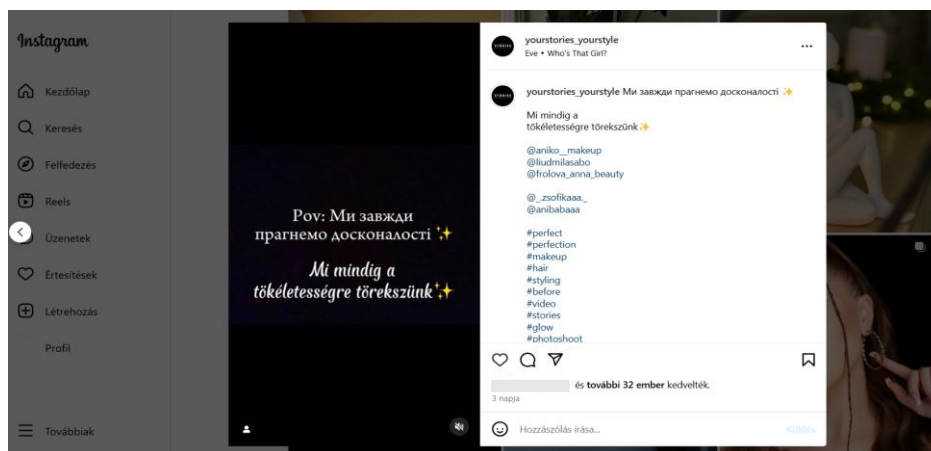 Instagram
Kezdőlap
Keresés
Felfedezés
Reels
Üzenetek
Értesítések
Létrehozás
Profil
Továbbiak
Pov: Ми завжди
прагнемо досконалості ✨
Mi mindig a
tökéletességre törekszünk ✨
yourstories_yourstyle
Eve • Who's That Girl?
yourstories_yourstyle Ми завжди прагнемо досконалості ✨
Mi mindig a
tökéletességre törekszünk ✨
@aniko__makeup
@liudmilasabo
@frolova_anna_beauty
@_.zsofikaaa._
@anibabaaa
#perfect
#perfection
#makeup
#hair
#styling
#before
#video
#stories
#glow
#photoshoot
és további 32 ember kedvelték.
3 napja
Hozzászólás írása...
Küldés